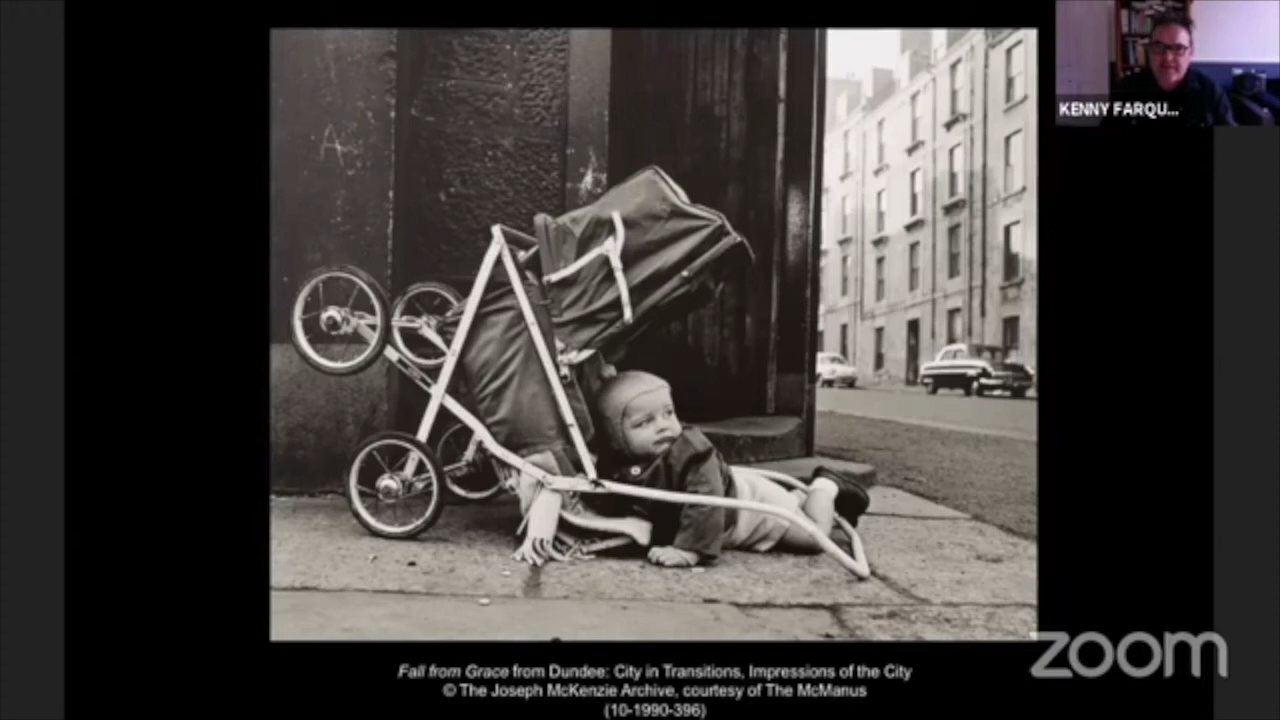 A
KENNY FARQU...
zoom
Fall from Grace from Dundee: City in Transitions, Impressions of the City
© The Joseph McKenzie Archive, courtesy of The McManus
(10-1990-396)